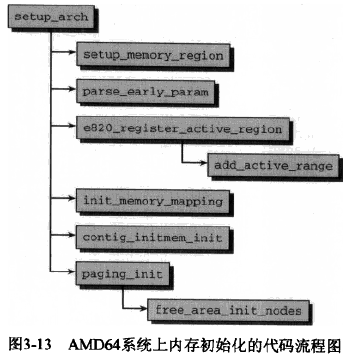 setup_arch
setup_memory_region
parse_early_param
e820_register_active_region
add_active_range
init_memory_mapping
contig_initmem_init
paging_init
free_area_init_nodes
图3-13 AMD64系统上内存初始化的代码流程图